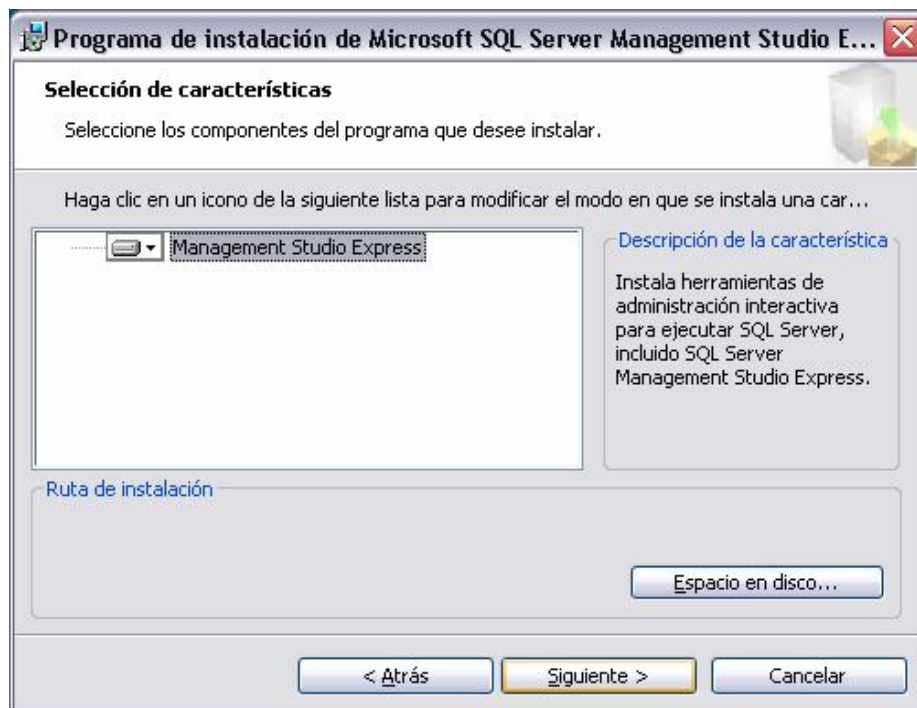 Programa de instalación de Microsoft SQL Server Management Studio E...
Selección de características
Seleccione los componentes del programa que desee instalar.
Haga clic en un icono de la siguiente lista para modificar el modo en que se instala una car...
Management Studio Express
Descripción de la característica
Instala herramientas de
administración interactiva
para ejecutar SQL Server,
incluido SQL Server
Management Studio Express.
Ruta de instalación
Espacio en disco...
< Atrás
Siguiente >
Cancelar